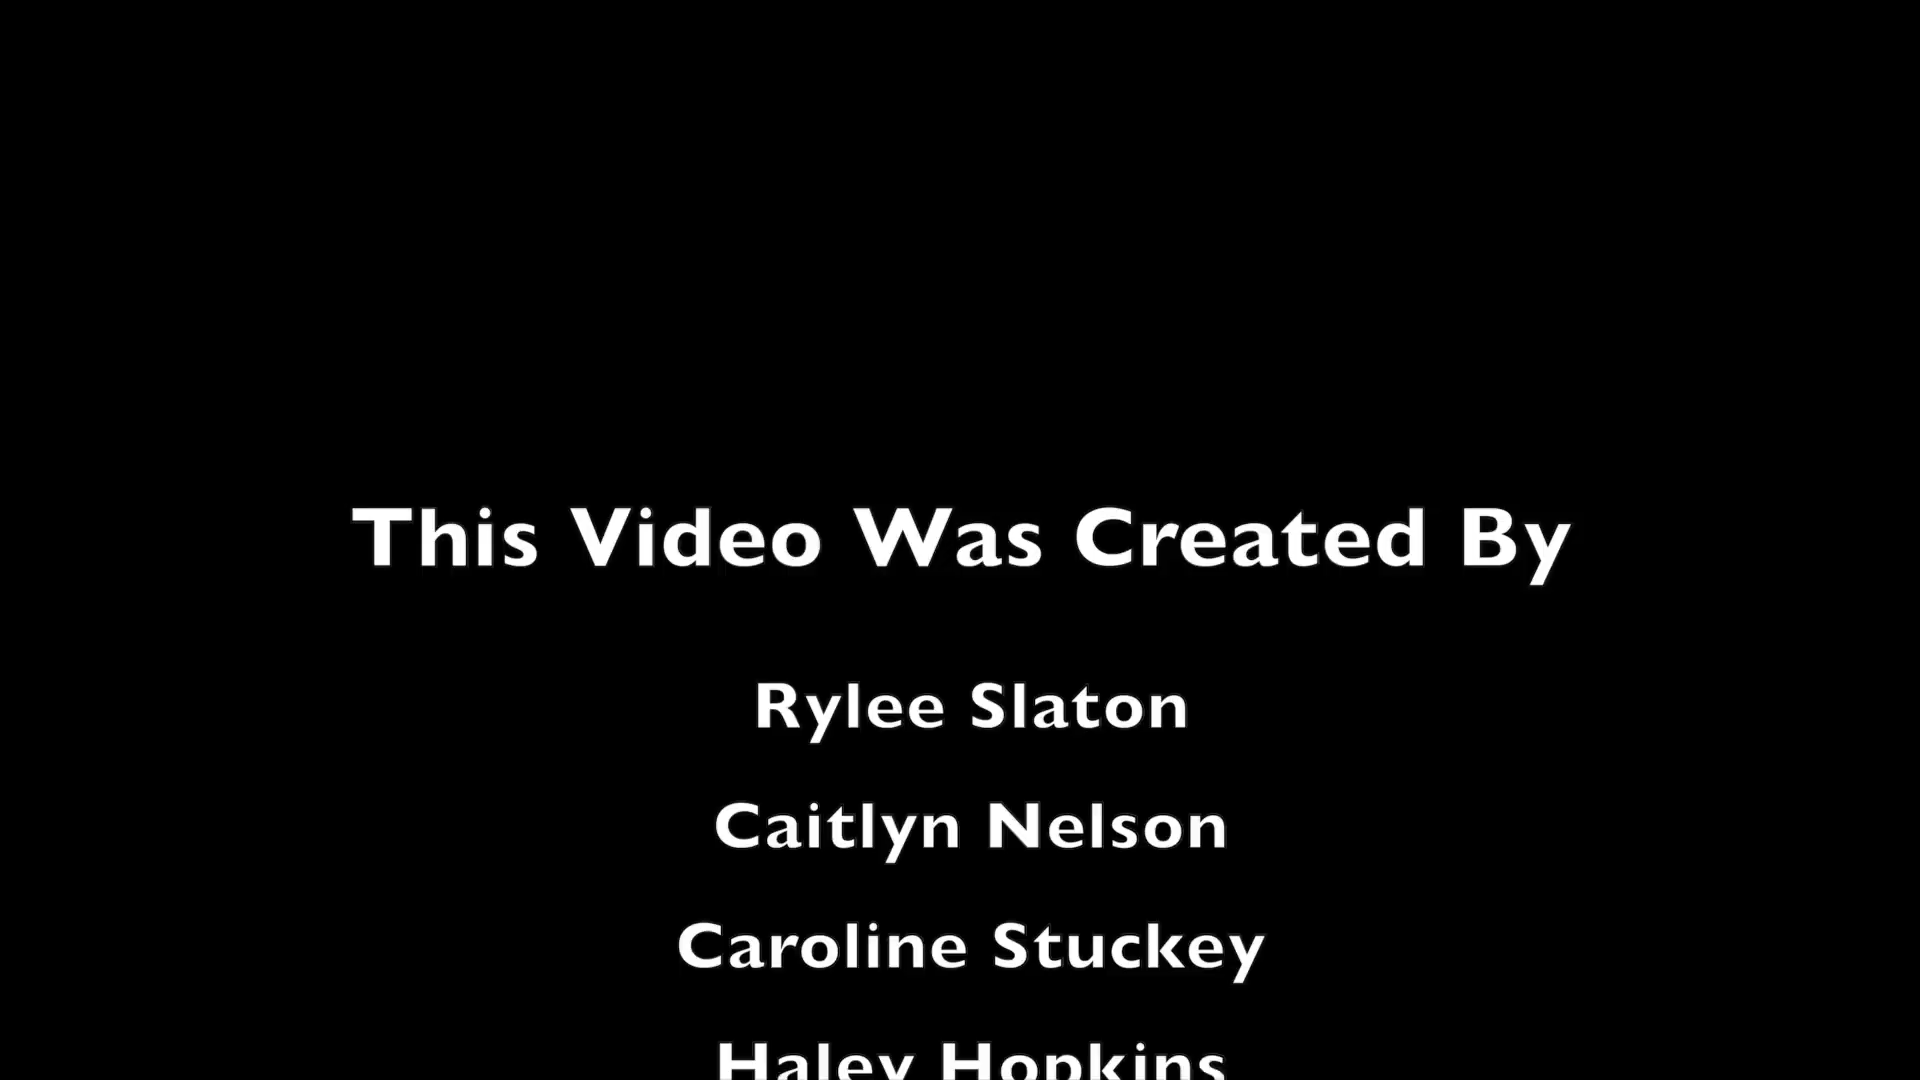 This Video Was Created By
Rylee Slaton
Caitlyn Nelson
Caroline Stuckey
Haley Hopkins